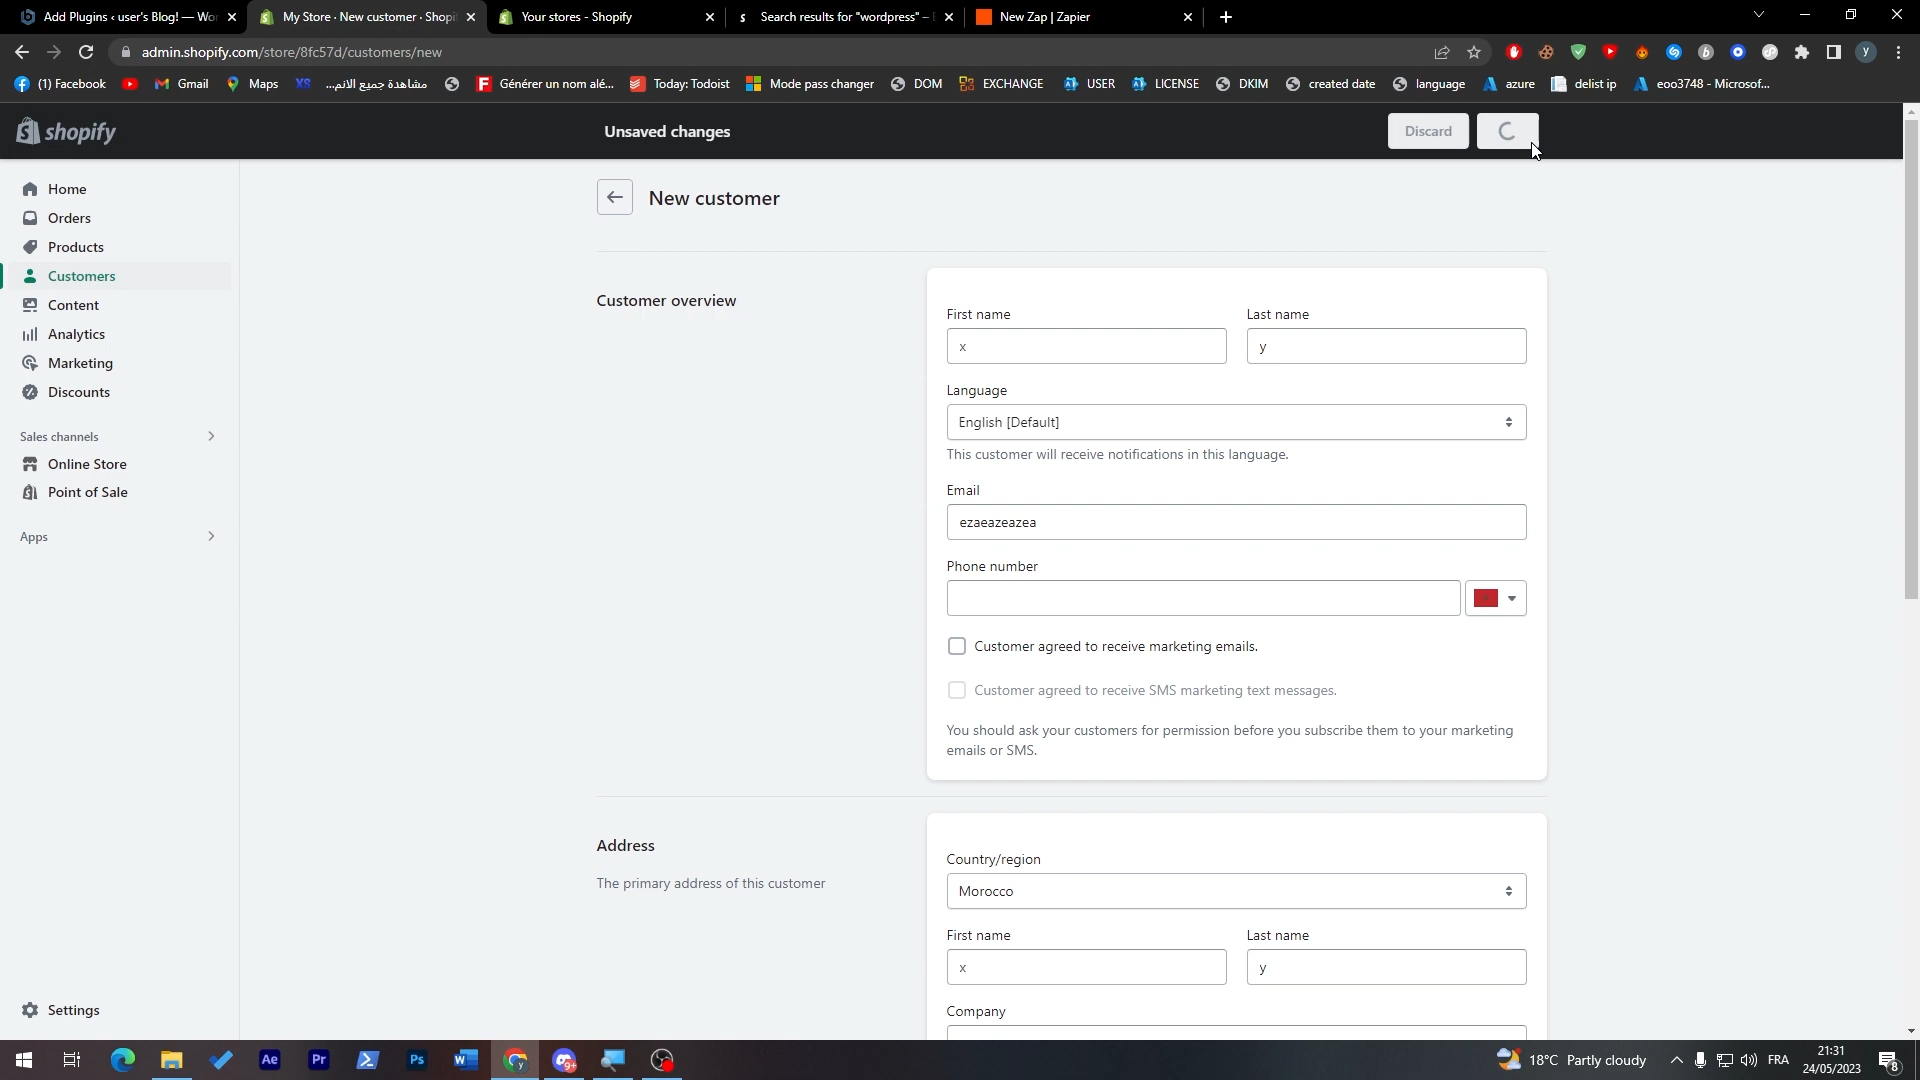 Add Plugins ‹ user's Blog! — Wor
My Store · New customer · Shopi
Your stores - Shopify
Search results for "wordpress" –
New Zap | Zapier
admin.shopify.com/store/8fc57d/customers/new
(1) Facebook
Gmail
Maps
مشاهدة جميع الانم...
Générer un nom alé...
Today: Todoist
Mode pass changer
DOM
EXCHANGE
USER
LICENSE
DKIM
created date
language
azure
delist ip
eoo3748 - Microsof...
shopify
Unsaved changes
Discard
Home
Orders
Products
Customers
Content
Analytics
Marketing
Discounts
Sales channels
Online Store
Point of Sale
Apps
Settings
New customer
Customer overview
First name
Last name
x
y
Language
English [Default]
This customer will receive notifications in this language.
Email
ezaeazeazea
Phone number
Customer agreed to receive marketing emails.
Customer agreed to receive SMS marketing text messages.
You should ask your customers for permission before you subscribe them to your marketing
emails or SMS.
Address
The primary address of this customer
Country/region
Morocco
First name
Last name
x
y
Company
18°C Partly cloudy
FRA
21:31
24/05/2023
8